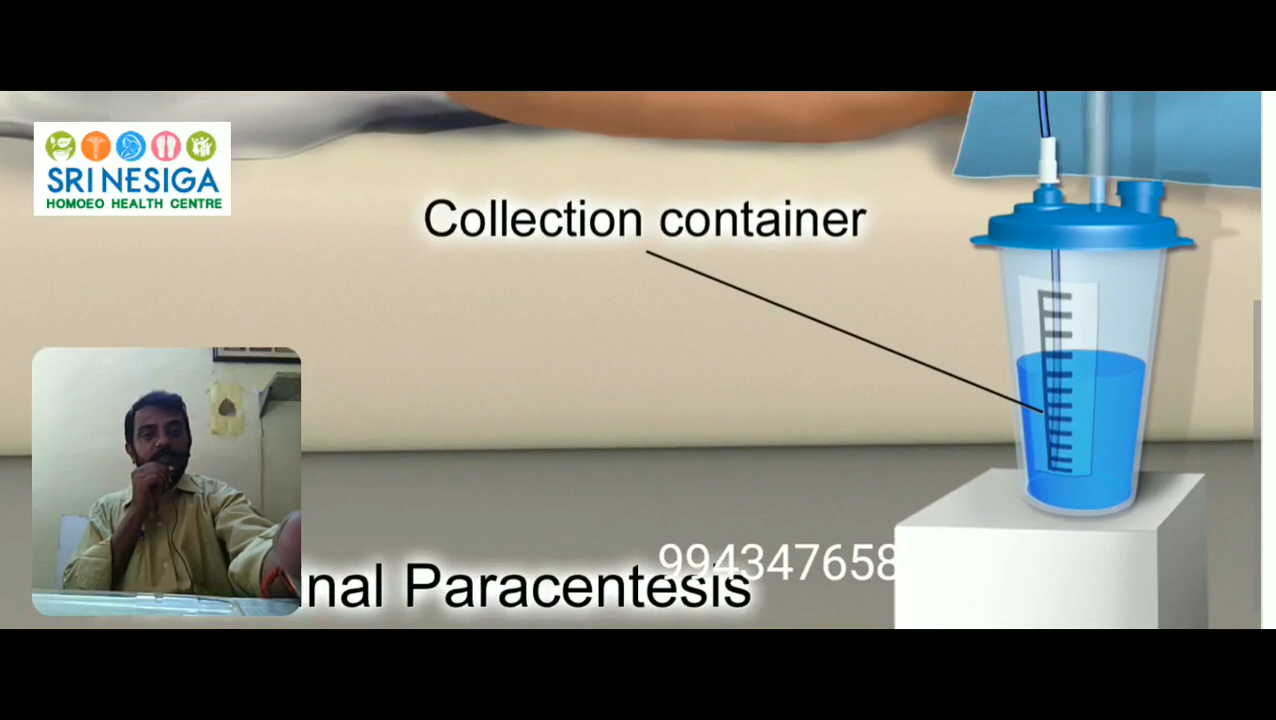 SRI NESIGA
HOMOEO HEALTH CENTRE
Collection container
nal Paracentesis
994347658